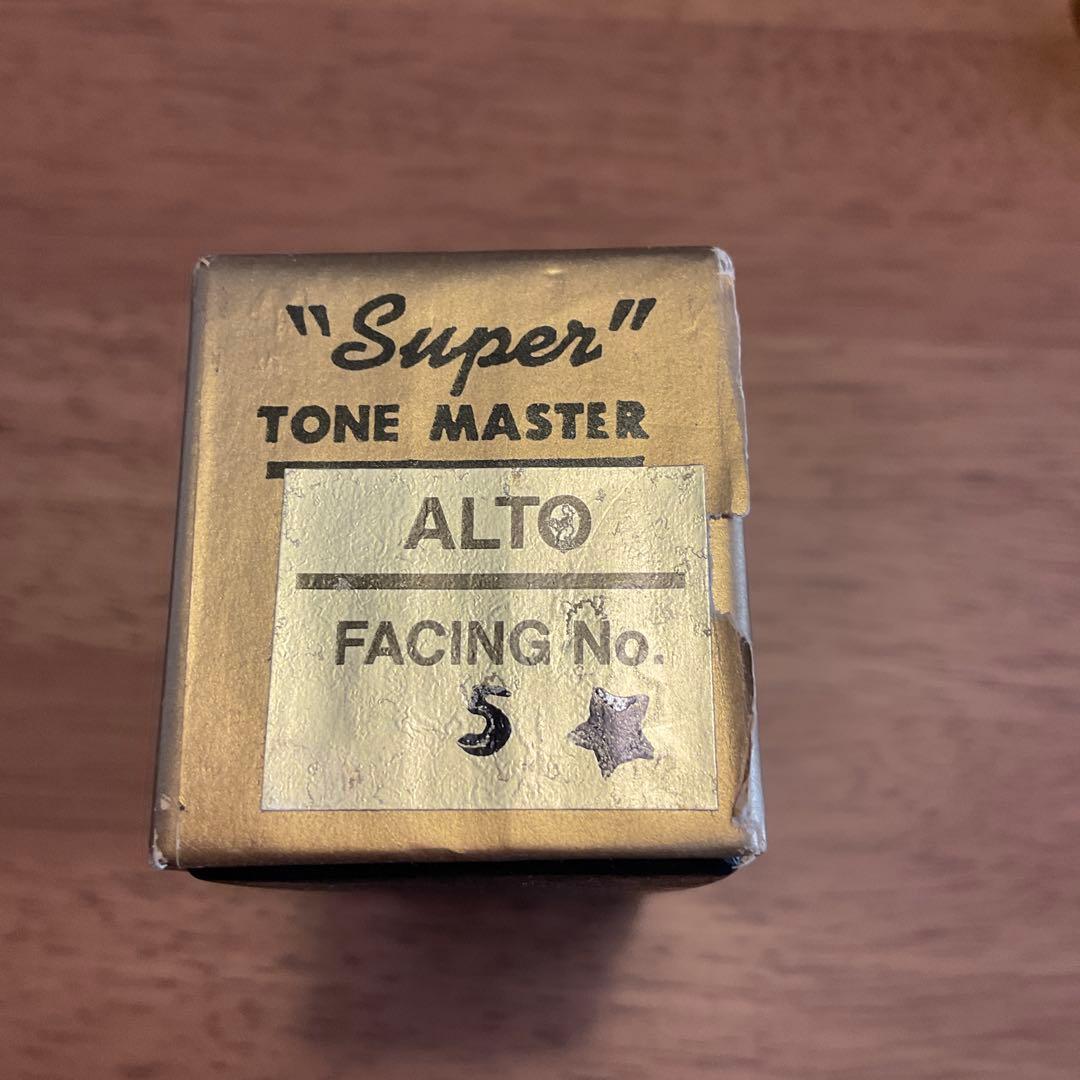 "Super"
TONE MASTER
ALTO
FACING No.
5 ★